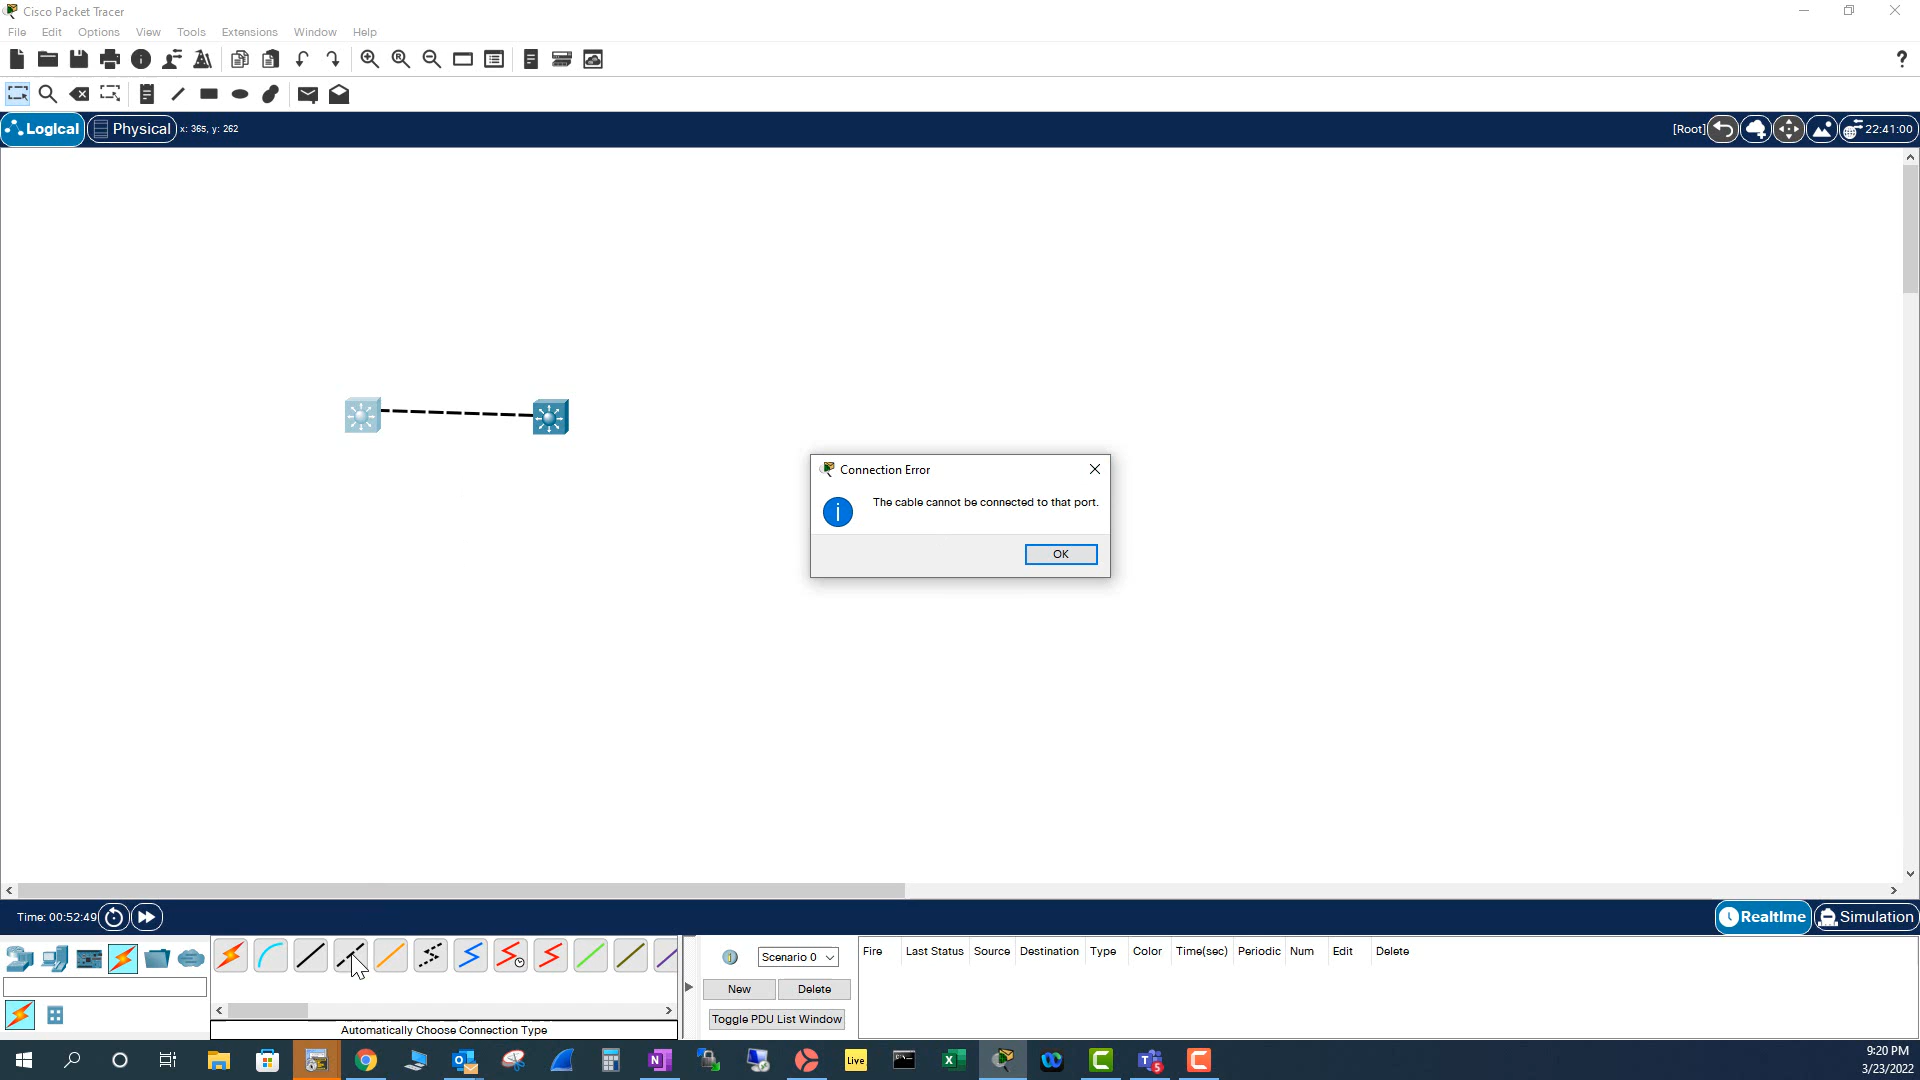 Cisco Packet Tracer
File Edit Options View Tools Extensions Window Help
?
Logical Physical x: 365, y: 262 [Root] 22:41:00
Connection Error
The cable cannot be connected to that port.
OK
Time: 00:52:49 Realtime Simulation
Scenario 0 Fire Last Status Source Destination Type Color Time(sec) Periodic Num Edit Delete
New Delete
Toggle PDU List Window
Automatically Choose Connection Type
Live
9:20 PM
3/23/2022